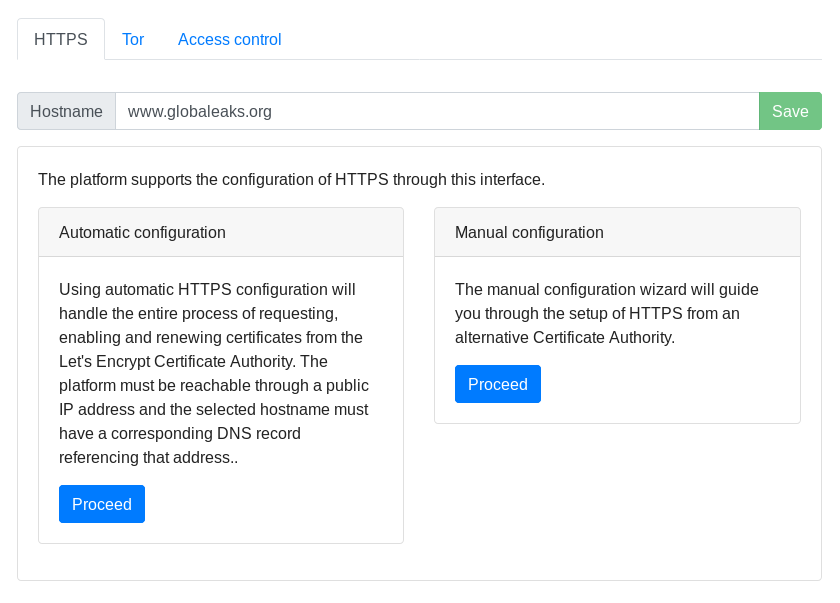 HTTPS Tor Access control
Hostname www.globaleaks.org Save
The platform supports the configuration of HTTPS through this interface.
Automatic configuration
Using automatic HTTPS configuration will
handle the entire process of requesting,
enabling and renewing certificates from the
Let's Encrypt Certificate Authority. The
platform must be reachable through a public
IP address and the selected hostname must
have a corresponding DNS record
referencing that address..
Proceed
Manual configuration
The manual configuration wizard will guide
you through the setup of HTTPS from an
alternative Certificate Authority.
Proceed